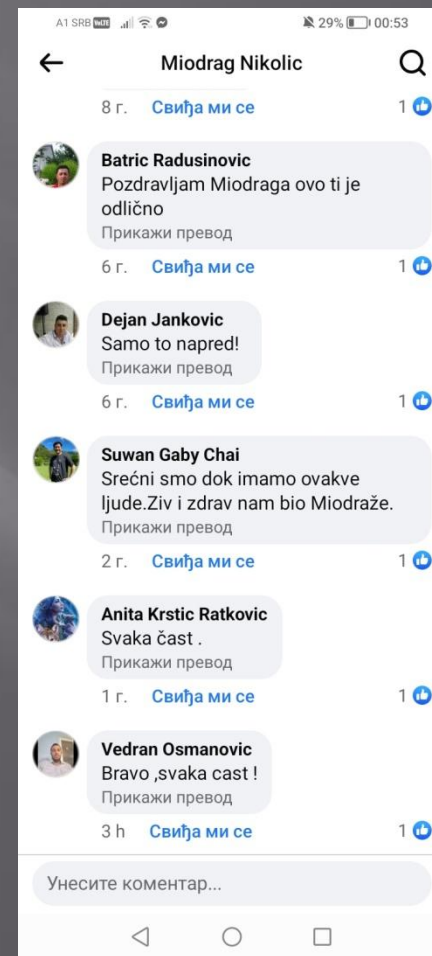 A1 SRB VoLTE 29% 00:53
Miodrag Nikolic
8 г. Свиђа ми се 1
Batric Radusinovic
Pozdravljam Miodraga ovo ti je
odlično
Прикажи превод
6 г. Свиђа ми се 1
Dejan Jankovic
Samo to napred!
Прикажи превод
6 г. Свиђа ми се 1
Suwan Gaby Chai
Srećni smo dok imamo ovakve
ljude.Ziv i zdrav nam bio Miodraže.
Прикажи превод
2 г. Свиђа ми се 1
Anita Krstic Ratkovic
Svaka čast .
Прикажи превод
1 г. Свиђа ми се 1
Vedran Osmanovic
Bravo ,svaka cast !
Прикажи превод
3 h Свиђа ми се 1
Унесите коментар...